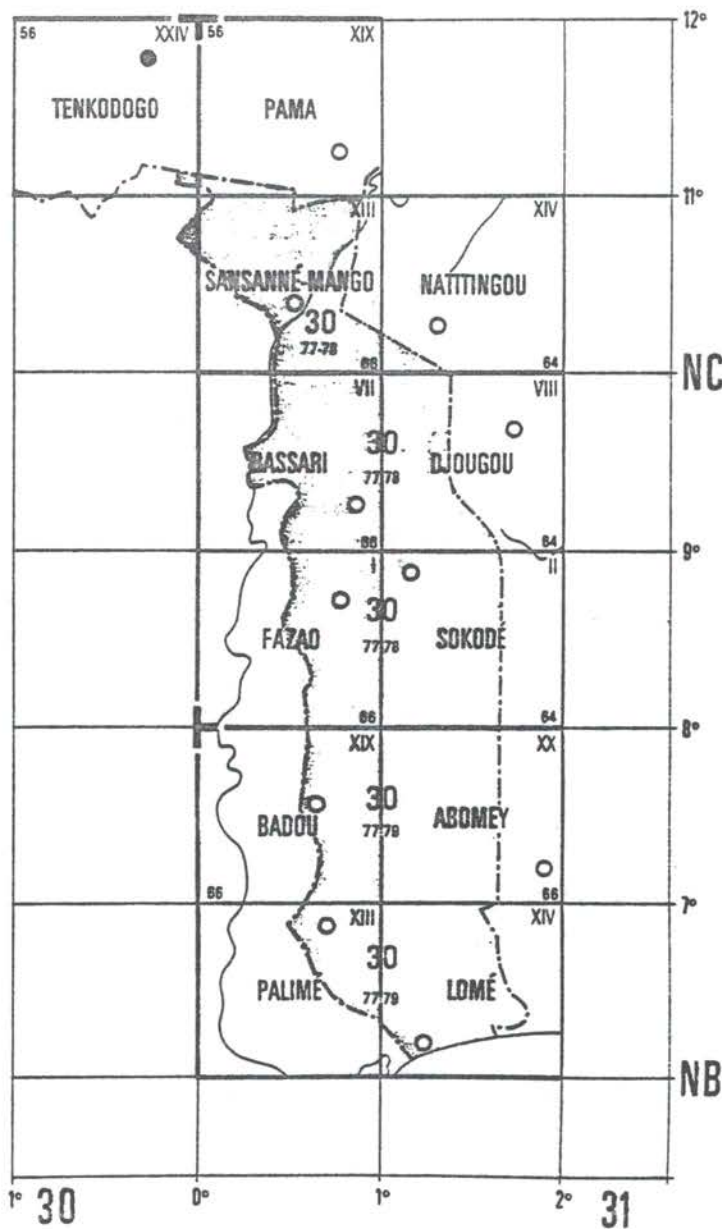 56 XXIV 56 XIX 12°
TENKODOGO PAMA
XIII XIV 11°
SANSANNE-MANGO NATITINGOU
30
77-78
66 64 NC
VII VIII
30
BASSARI 77-78 DJOUGOU
66 64 9°
I II
30
FAZAO 77-78 SOKODÉ
66 64 8°
XIX XX
30
BADOU 77-79 ABOMEY
66 66 7°
XIII XIV
30
PALIMÉ 77-79 LOMÉ
NB
1° 30 0° 1° 2° 31